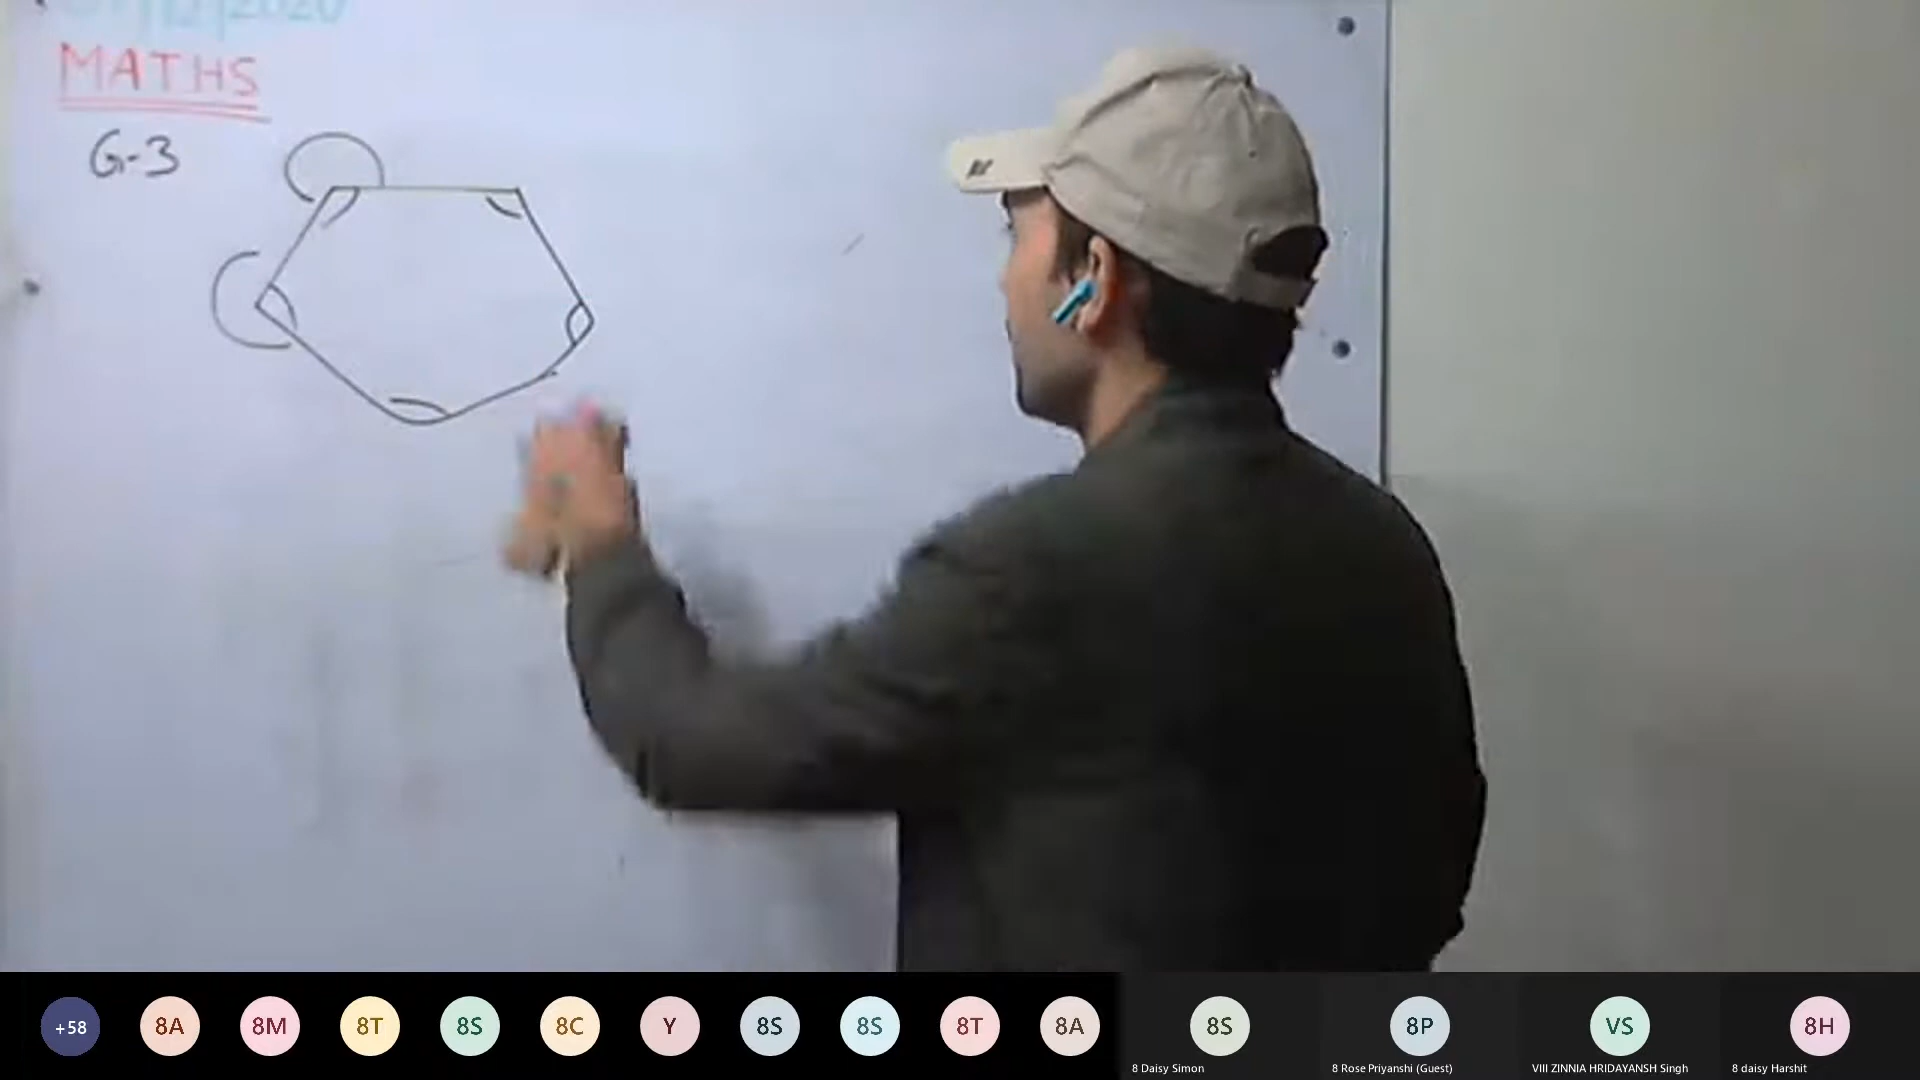 MATHS
G-3
+58
8A
8M
8T
8S
8C
Y
8S
8S
8T
8A
8S
8P
VS
8H
8 Daisy Simon
8 Rose Priyanshi (Guest)
VIII ZINNIA HRIDAYANSH Singh
8 daisy Harshit